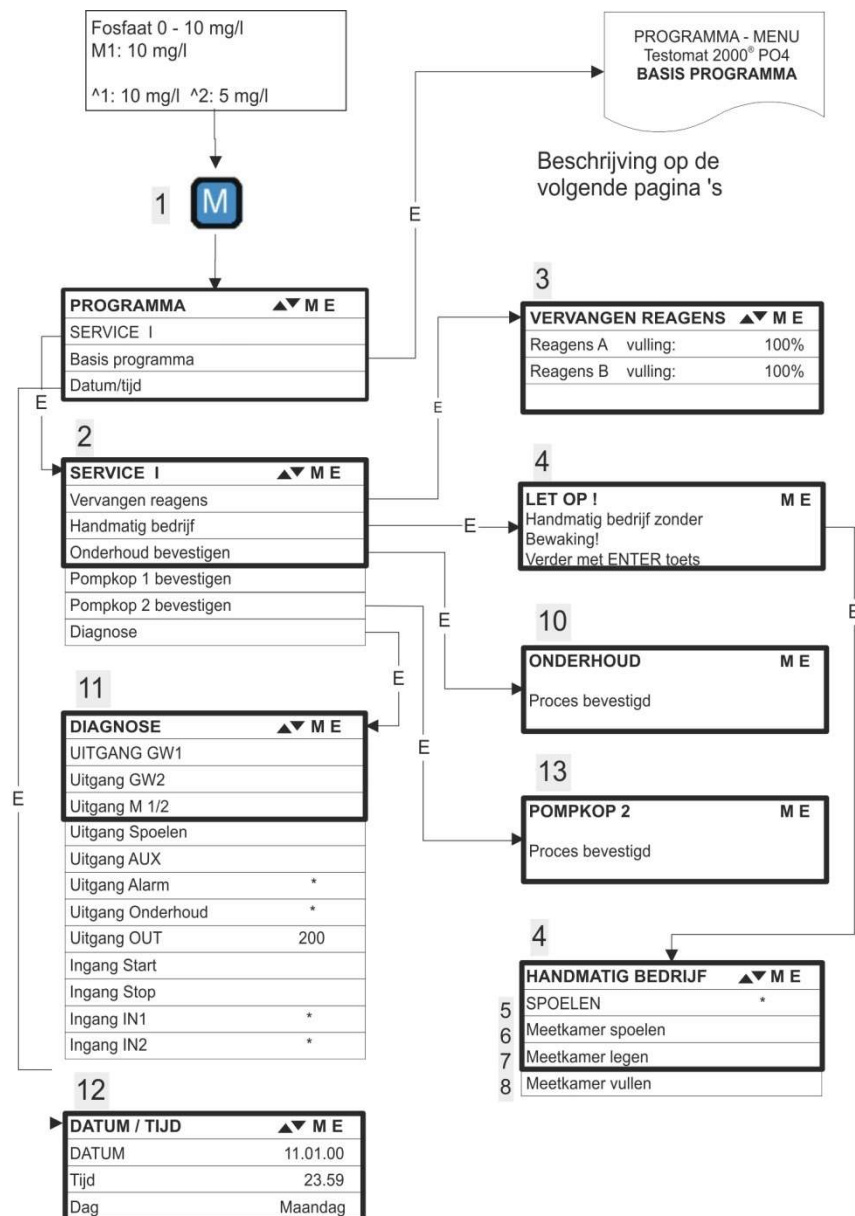 Fosfaat 0 - 10 mg/l
M1: 10 mg/l
^1: 10 mg/l ^2: 5 mg/l
PROGRAMMA - MENU
Testomat 2000® PO4
BASIS PROGRAMMA
Beschrijving op de
volgende pagina 's
1
M
E
PROGRAMMA ▲▼ M E
SERVICE I
Basis programma
Datum/tijd
E
3
VERVANGEN REAGENS ▲▼ M E
Reagens A vulling: 100%
Reagens B vulling: 100%
E
2
SERVICE I ▲▼ M E
Vervangen reagens
Handmatig bedrijf
Onderhoud bevestigen
Pompkop 1 bevestigen
Pompkop 2 bevestigen
Diagnose
E
4
LET OP ! M E
Handmatig bedrijf zonder
Bewaking!
Verder met ENTER toets
E
E
10
ONDERHOUD M E
Proces bevestigd
E
11
DIAGNOSE ▲▼ M E
UITGANG GW1
Uitgang GW2
Uitgang M 1/2
Uitgang Spoelen
Uitgang AUX
Uitgang Alarm *
Uitgang Onderhoud *
Uitgang OUT 200
Ingang Start
Ingang Stop
Ingang IN1 *
Ingang IN2 *
E
E
13
POMPKOP 2 M E
Proces bevestigd
4
HANDMATIG BEDRIJF ▲▼ M E
5 SPOELEN *
6 Meetkamer spoelen
7 Meetkamer legen
8 Meetkamer vullen
12
DATUM / TIJD ▲▼ M E
DATUM 11.01.00
Tijd 23.59
Dag Maandag